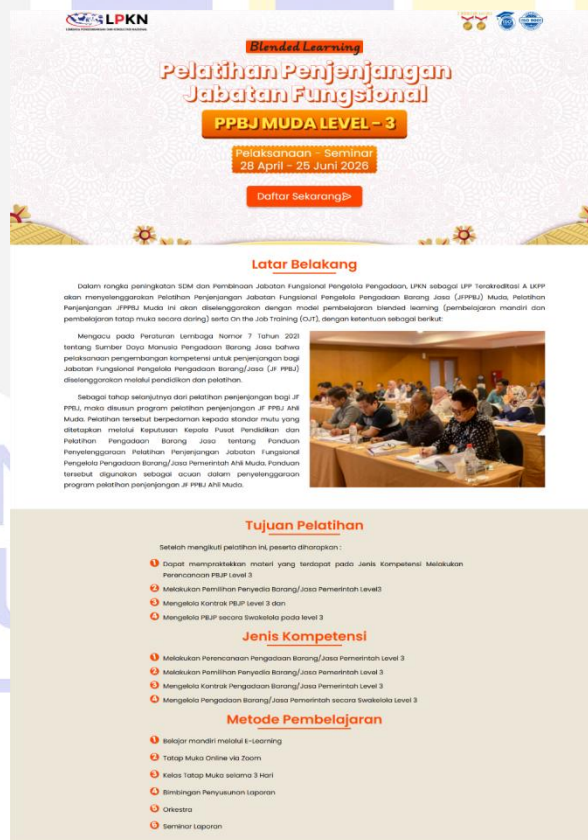 LPKN
LEMBAGA PENGEMBANGAN DAN KONSULTASI NASIONAL
ISO 9001
Blended Learning
Pelatihan Penjenjangan
Jabatan Fungsional
PPBJ MUDA LEVEL - 3
Pelaksanaan - Seminar
28 April - 25 Juni 2026
Daftar Sekarang
Latar Belakang
Dalam rangka peningkatan SDM dan Pembinaan Jabatan Fungsional Pengelola Pengadaan, LPKN sebagai LPP Terakreditasi A LKPP
akan menyelenggarakan Pelatihan Penjenjangan Jabatan Fungsional Pengelola Pengadaan Barang Jasa (JFPPBJ) Muda, Pelatihan
Penjenjangan JFPPBJ Muda ini akan diselenggarakan dengan model pembelajaran blended learning (pembelajaran mandiri dan
pembelajaran tatap muka secara daring) serta On the Job Training (OJT), dengan ketentuan sebagai berikut:
Mengacu pada Peraturan Lembaga Nomor 7 Tahun 2021
tentang Sumber Daya Manusia Pengadaan Barang Jasa bahwa
pelaksanaan pengembangan kompetensi untuk penjenjangan bagi
Jabatan Fungsional Pengelola Pengadaan Barang/Jasa (JF PPBJ)
diselenggarakan melalui pendidikan dan pelatihan.
Sebagai tahap selanjutnya dari pelatihan penjenjangan bagi JF
PPBJ, maka disusun program pelatihan penjenjangan JF PPBJ Ahli
Muda. Pelatihan tersebut berpedoman kepada standar mutu yang
ditetapkan melalui Keputusan Kepala Pusat Pendidikan dan
Pelatihan Pengadaan Barang Jasa tentang Panduan
Penyelenggaraan Pelatihan Penjenjangan Jabatan Fungsional
Pengelola Pengadaan Barang/Jasa Pemerintah Ahli Muda. Panduan
tersebut digunakan sebagai acuan dalam penyelenggaraan
program pelatihan penjenjangan JF PPBJ Ahli Muda.
Tujuan Pelatihan
Setelah mengikuti pelatihan ini, peserta diharapkan :
1 Dapat mempraktekkan materi yang terdapat pada Jenis Kompetensi Melakukan
Perencanaan PBJP Level 3
2 Melakukan Pemilihan Penyedia Barang/Jasa Pemerintah Level3
3 Mengelola Kontrak PBJP Level 3 dan
4 Mengelola PBJP secara Swakelola pada level 3
Jenis Kompetensi
1 Melakukan Perencanaan Pengadaan Barang/Jasa Pemerintah Level 3
2 Melakukan Pemilihan Penyedia Barang/Jasa Pemerintah Level 3
3 Mengelola Kontrak Pengadaan Barang/Jasa Pemerintah Level 3
4 Mengelola Pengadaan Barang/Jasa Pemerintah secara Swakelola Level 3
Metode Pembelajaran
1 Belajar mandiri melalui E-Learning
2 Tatap Muka Online via Zoom
3 Kelas Tatap Muka selama 3 Hari
4 Bimbingan Penyusunan Laporan
5 Orkestra
6 Seminar Laporan